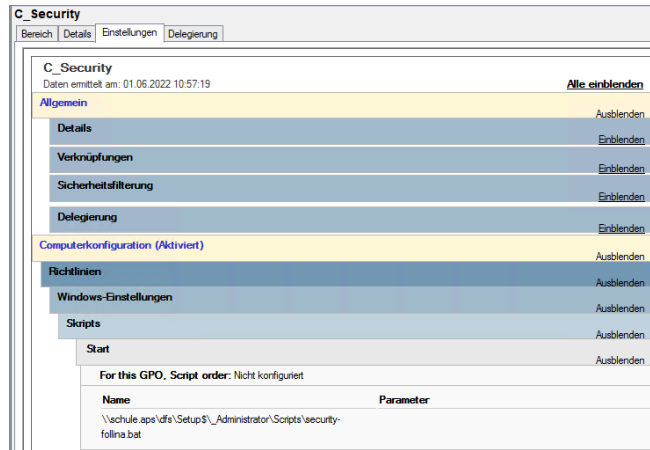 C_Security
Bereich Details Einstellungen Delegierung
C_Security
Daten ermittelt am: 01.06.2022 10:57:19 Alle einblenden
Allgemein Ausblenden
Details Einblenden
Verknüpfungen Einblenden
Sicherheitsfilterung Einblenden
Delegierung Einblenden
Computerkonfiguration (Aktiviert) Ausblenden
Richtlinien Ausblenden
Windows-Einstellungen Ausblenden
Skripts Ausblenden
Start Ausblenden
For this GPO, Script order: Nicht konfiguriert
Name Parameter
\\schule.aps\dfs\Setup$\_Administrator\Scripts\security-
follina.bat